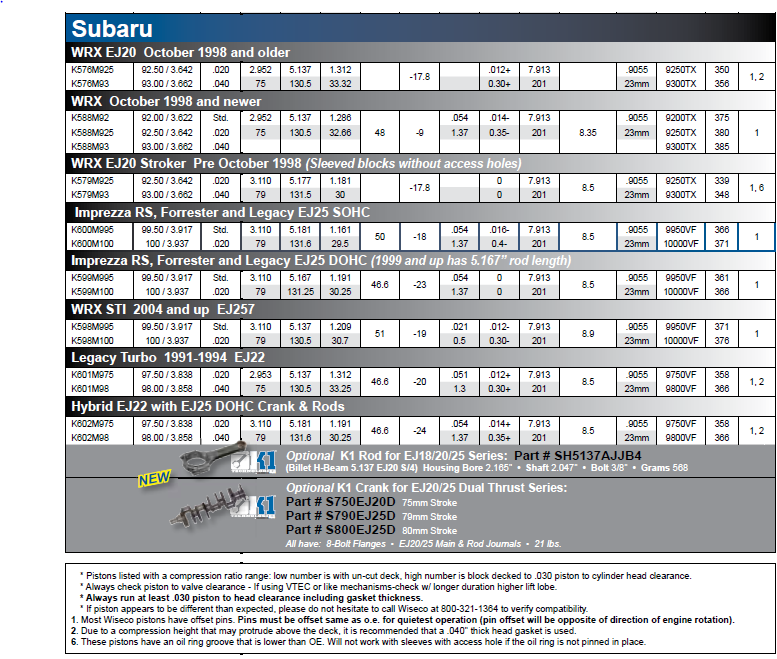 Subaru
WRX EJ20 October 1998 and older
K576M925 92.50 / 3.642 .020 2.952 5.137 1.312 -17.8 .012+ 7.913 .9055 9250TX 350 1, 2
K576M93 93.00 / 3.662 .040 75 130.5 33.32 0.30+ 201 23mm 9300TX 356
WRX October 1998 and newer
K588M92 92.00 / 3.622 Std. 2.952 5.137 1.286 .054 .014- 7.913 .9055 9200TX 375
K588M925 92.50 / 3.642 .020 75 130.5 32.66 48 -9 1.37 0.35- 201 8.35 23mm 9250TX 380 1
K588M93 93.00 / 3.662 .040 9300TX 385
WRX EJ20 Stroker Pre October 1998 (Sleeved blocks without access holes)
K579M925 92.50 / 3.642 .020 3.110 5.177 1.181 -17.8 0 7.913 8.5 .9055 9250TX 339 1, 6
K579M93 93.00 / 3.662 .040 79 131.5 30 0 201 23mm 9300TX 348
Imprezza RS, Forrester and Legacy EJ25 SOHC
K600M995 99.50 / 3.917 Std. 3.110 5.181 1.161 50 -18 .054 .016- 7.913 8.5 .9055 9950VF 366 1
K600M100 100 / 3.937 .020 79 131.6 29.5 1.37 0.4- 201 23mm 10000VF 371
Imprezza RS, Forrester and Legacy EJ25 DOHC (1999 and up has 5.167" rod length)
K599M995 99.50 / 3.917 Std. 3.110 5.167 1.191 46.6 -23 .054 0 7.913 8.5 .9055 9950VF 361 1
K599M100 100 / 3.937 .020 79 131.25 30.25 1.37 0 201 23mm 10000VF 366
WRX STI 2004 and up EJ257
K598M995 99.50 / 3.917 Std. 3.110 5.137 1.209 51 -19 .021 .012- 7.913 8.9 .9055 9950VF 371 1
K598M100 100 / 3.937 .020 79 130.5 30.7 0.5 0.30- 201 23mm 10000VF 376
Legacy Turbo 1991-1994 EJ22
K601M975 97.50 / 3.838 .020 2.953 5.137 1.312 46.6 -20 .051 .012+ 7.913 8.5 .9055 9750VF 358 1, 2
K601M98 98.00 / 3.858 .040 75 130.5 33.25 1.3 0.30+ 201 23mm 9800VF 366
Hybrid EJ22 with EJ25 DOHC Crank & Rods
K602M975 97.50 / 3.838 .020 3.110 5.181 1.191 46.6 -24 .054 .014+ 7.913 8.5 .9055 9750VF 358 1, 2
K602M98 98.00 / 3.858 .040 79 131.6 30.25 1.37 0.35+ 201 23mm 9800VF 366
Optional K1 Rod for EJ18/20/25 Series: Part # SH5137AJJB4
(Billet H-Beam 5.137 EJ20 S/4) Housing Bore 2.165" • Shaft 2.047" • Bolt 3/8" • Grams 568
K1
NEW
Optional K1 Crank for EJ20/25 Dual Thrust Series:
Part # S750EJ20D 75mm Stroke
K1
Part # S790EJ25D 79mm Stroke
Part # S800EJ25D 80mm Stroke
All have: 8-Bolt Flanges • EJ20/25 Main & Rod Journals • 21 lbs.
* Pistons listed with a compression ratio range: low number is with un-cut deck, high number is block decked to .030 piston to cylinder head clearance.
* Always check piston to valve clearance - If using VTEC or like mechanisms-check w/ longer duration higher lift lobe.
* Always run at least .030 piston to head clearance including gasket thickness.
* If piston appears to be different than expected, please do not hesitate to call Wiseco at 800-321-1364 to verify compatibility.
1. Most Wiseco pistons have offset pins. Pins must be offset same as o.e. for quietest operation (pin offset will be opposite of direction of engine rotation).
2. Due to a compression height that may protrude above the deck, it is recommended that a .040" thick head gasket is used.
6. These pistons have an oil ring groove that is lower than OE. Will not work with sleeves with access hole if the oil ring is not pinned in place.